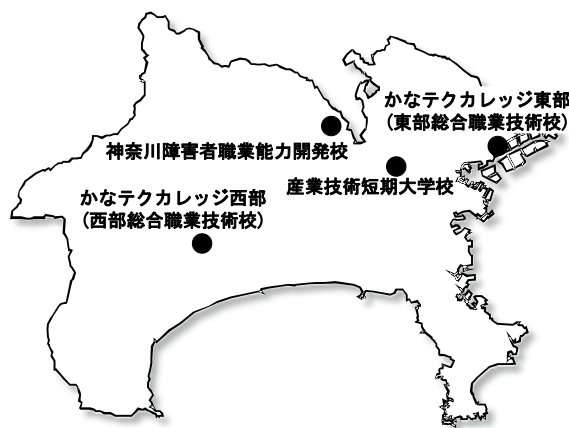 かなテクカレッジ東部
(東部総合職業技術校)
神奈川障害者職業能力開発校
産業技術短期大学校
かなテクカレッジ西部
(西部総合職業技術校)